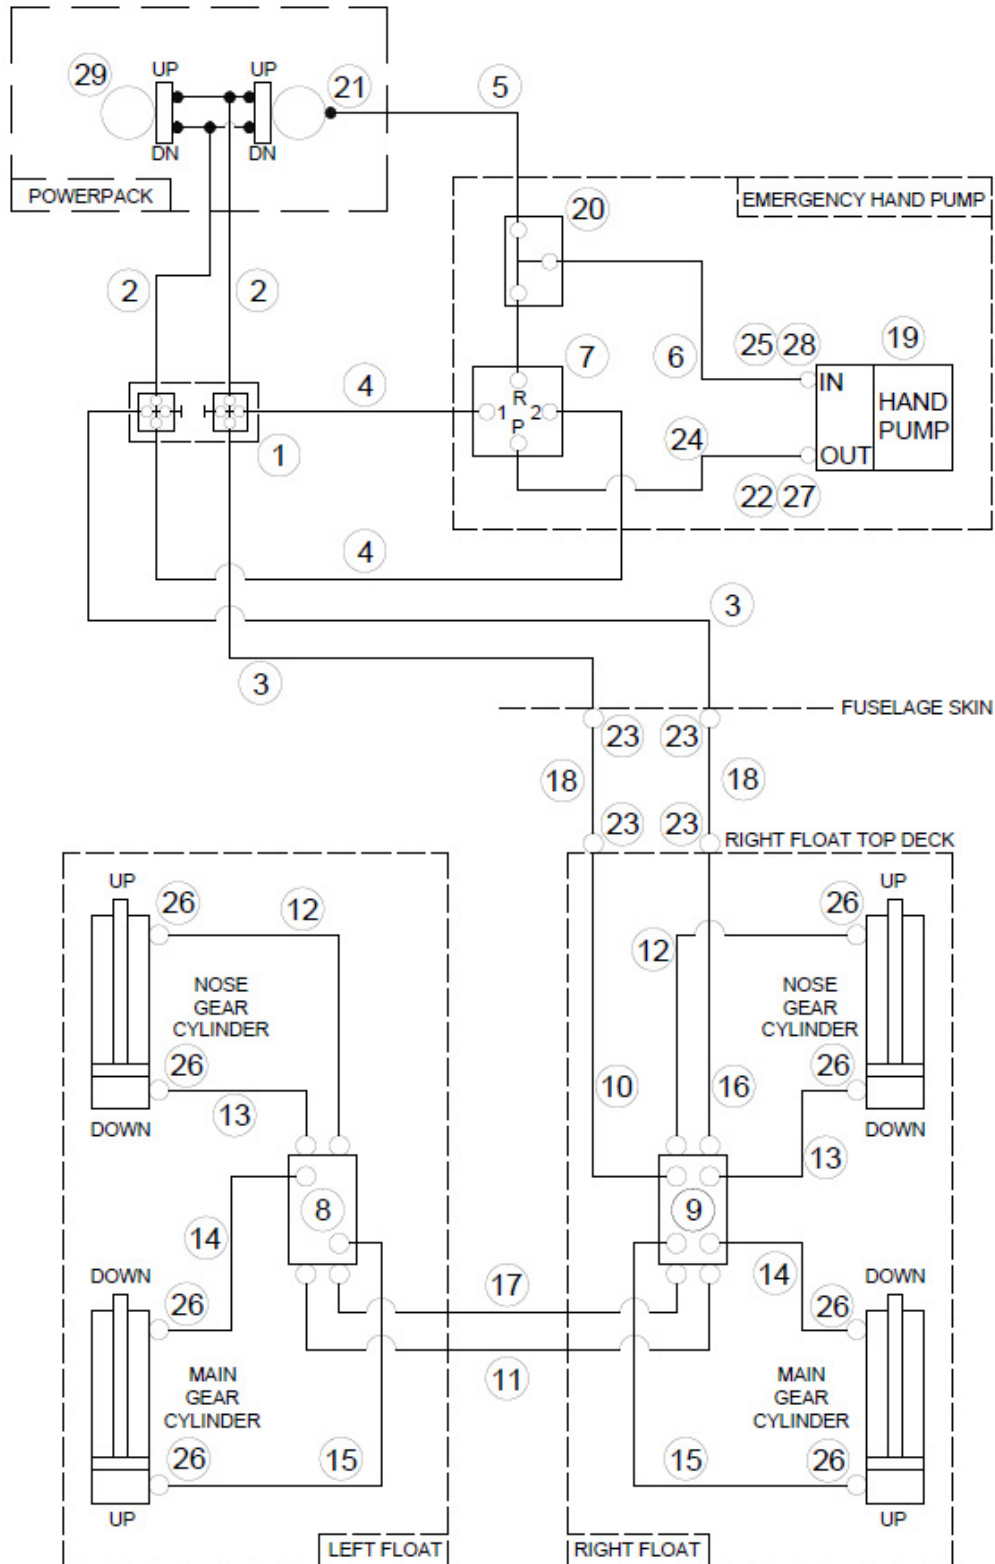 29
UP
UP
21
5
DN
DN
POWERPACK
EMERGENCY HAND PUMP
20
2
2
7
6
25
28
19
IN
HAND
PUMP
OUT
4
R
1
2
P
1
24
22
27
4
3
3
FUSELAGE SKIN
23
23
18
18
23
23
RIGHT FLOAT TOP DECK
UP
26
12
NOSE
GEAR
CYLINDER
26
13
DOWN
UP
26
12
NOSE
GEAR
CYLINDER
26
10
16
DOWN
13
8
9
14
14
DOWN
26
17
DOWN
26
11
MAIN
GEAR
CYLINDER
MAIN
GEAR
CYLINDER
26
15
15
26
UP
UP
LEFT FLOAT
RIGHT FLOAT